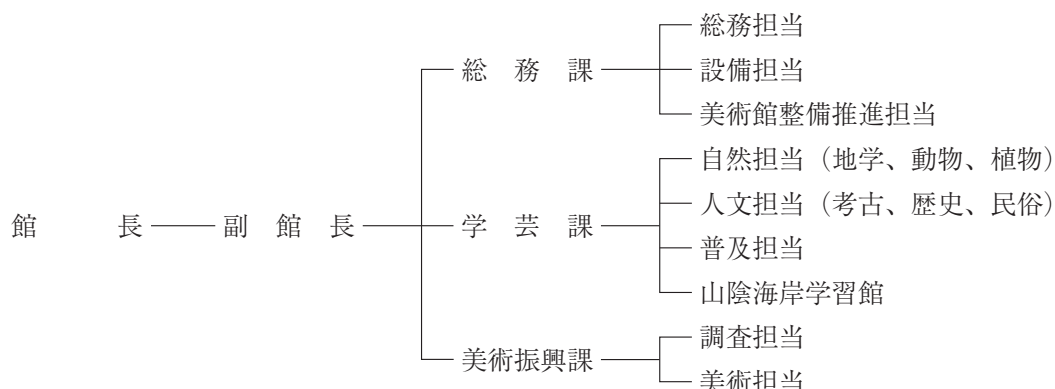 総務担当
総務課
設備担当
美術館整備推進担当
自然担当（地学、動物、植物）
館長
副館長
学芸課
人文担当（考古、歴史、民俗）
普及担当
山陰海岸学習館
美術振興課
調査担当
美術担当